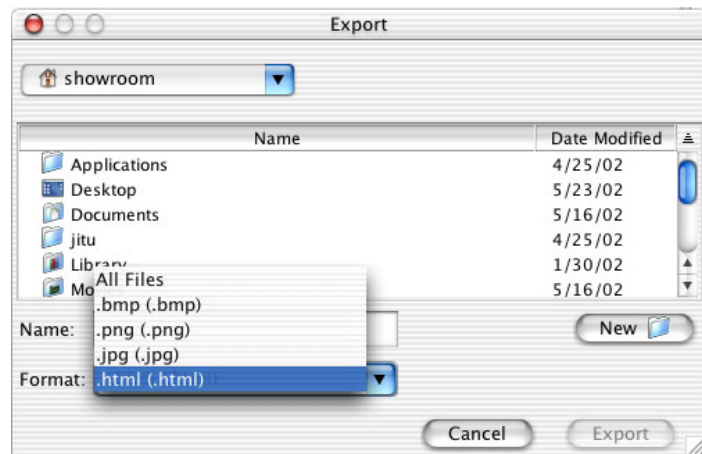 Export
showroom
Name Date Modified
Applications 4/25/02
Desktop 5/23/02
Documents 5/16/02
jitu 4/25/02
Library 1/30/02
5/16/02
All Files
.bmp (.bmp)
Name: .png (.png) New
.jpg (.jpg)
Format: .html (.html)
Cancel Export